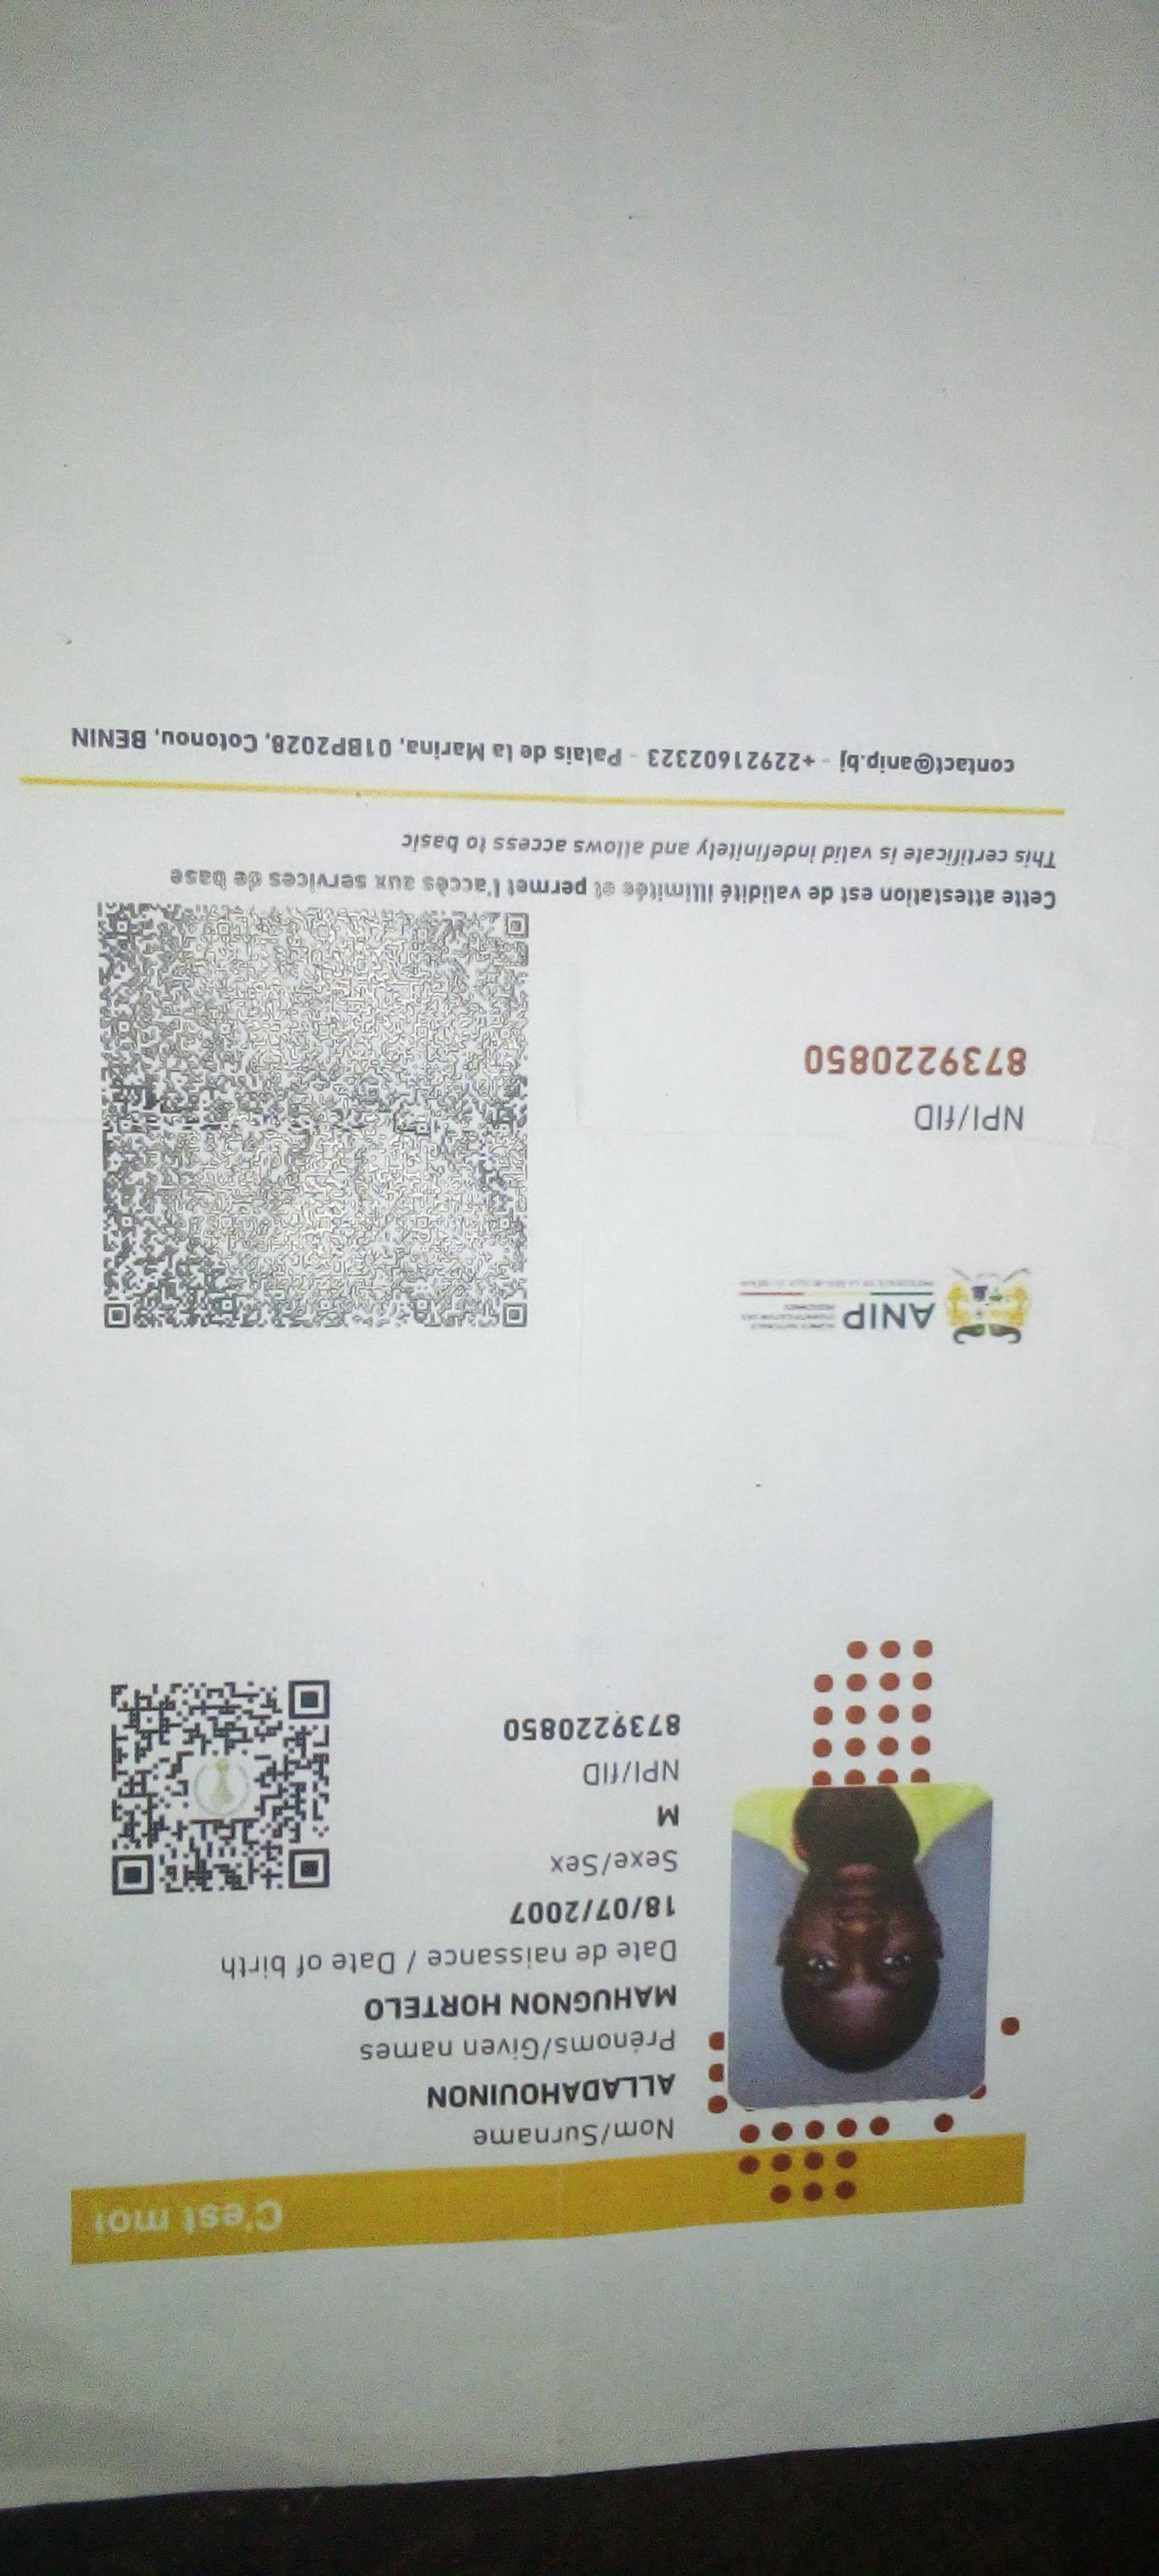 C'est moi
Nom/Surname
ALLADAHOUINON
Prénoms/Given names
MAHUGNON HORTELO
Date de naissance / Date of birth
18/07/2007
Sexe/Sex
M
NPI/fID
8739220850
ANIP
NPI/fID
8739220850
Cette attestation est de validité illimitée et permet l'accès aux services de base
This certificate is valid indefinitely and allows access to basic
contact@anip.bj - +22921602323 - Palais de la Marina, 01BP2028, Cotonou, BENIN